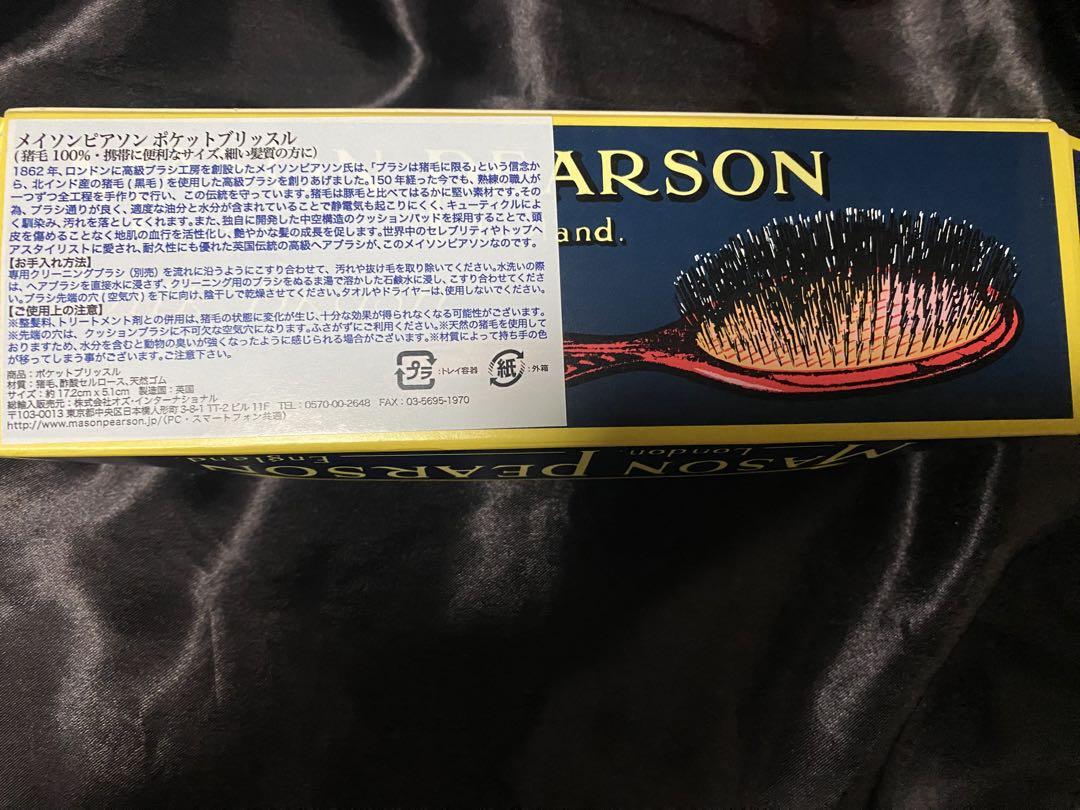 メイソンピアソン ポケットブリッスル
(猪毛 100%・携帯に便利なサイズ、細い髪質の方に)
1862 年、ロンドンに高級ブラシ工房を創設したメイソンピアソン氏は、「ブラシは猪毛に限る」という信念か
ら、北インド産の猪毛(黒毛)を使用した高級ブラシを創りあげました。150 年経った今でも、熟練の職人が
一つずつ全工程を手作りで行い、この伝統を守っています。猪毛は豚毛と比べてはるかに堅い素材です。その
為、ブラシ通りが良く、適度な油分と水分が含まれていることで静電気も起こりにくく、キューティクルによ
く馴染み、汚れを落としてくれます。また、独自に開発した中空構造のクッションパッドを採用することで、頭
皮を傷めることなく地肌の血行を活性化し、艶やかな髪の成長を促します。世界中のセレブリティやトップヘ
アスタイリストに愛され、耐久性にも優れた英国伝統の高級ヘアブラシが、このメイソンピアソンなのです。
【お手入れ方法】
専用クリーニングブラシ(別売)を流れに沿うようにこすり合わせて、汚れや抜け毛を取り除いてください。水洗いの際
は、ヘアブラシを直接水に浸さず、クリーニング用のブラシをぬるま湯で溶かした石鹸水に浸し、こすり合わせてくださ
い。ブラシ先端の穴(空気穴)を下に向け、陰干しで乾燥させてください。タオルやドライヤーは、使用しないでください。
【ご使用上の注意】
※整髪料、トリートメント剤との併用は、猪毛の状態に変化が生じ、十分な効果が得られなくなる可能性がございます。
※先端の穴は、クッションブラシに不可欠な空気穴になります。ふさがずにご利用ください。※天然の猪毛を使用して
おりますため、水分を含むと動物の臭いが強くなったように感じられる場合がございます。※材質によって持ち手の色
が移ってしまう事がございます。ご注意下さい。
商品:ポケットブリッスル
材質:猪毛、酢酸セルロース、天然ゴム
サイズ:約 17.2cm x 5.1cm 製造国:英国
総輸入販売元:株式会社オズ・インターナショナル
〒103-0013 東京都中央区日本橋人形町 3-8-1 TT-2 ビル 11F TEL:0570-00-2648 FAX:03-5695-1970
http://www.masonpearson.jp/(PC・スマートフォン共通)
プラ :トレイ容器 紙 :外箱
N PEARSON
and.
MASON PEARSON
London. England